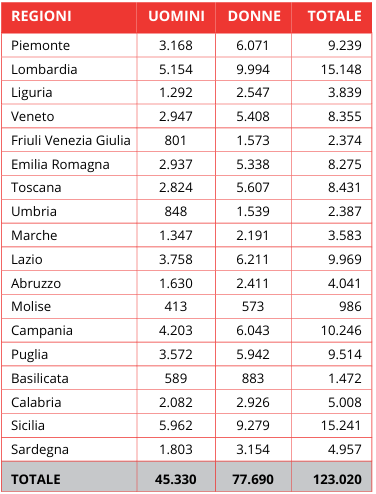 REGIONI UOMINI DONNE TOTALE
Piemonte 3.168 6.071 9.239
Lombardia 5.154 9.994 15.148
Liguria 1.292 2.547 3.839
Veneto 2.947 5.408 8.355
Friuli Venezia Giulia 801 1.573 2.374
Emilia Romagna 2.937 5.338 8.275
Toscana 2.824 5.607 8.431
Umbria 848 1.539 2.387
Marche 1.347 2.191 3.583
Lazio 3.758 6.211 9.969
Abruzzo 1.630 2.411 4.041
Molise 413 573 986
Campania 4.203 6.043 10.246
Puglia 3.572 5.942 9.514
Basilicata 589 883 1.472
Calabria 2.082 2.926 5.008
Sicilia 5.962 9.279 15.241
Sardegna 1.803 3.154 4.957
TOTALE 45.330 77.690 123.020